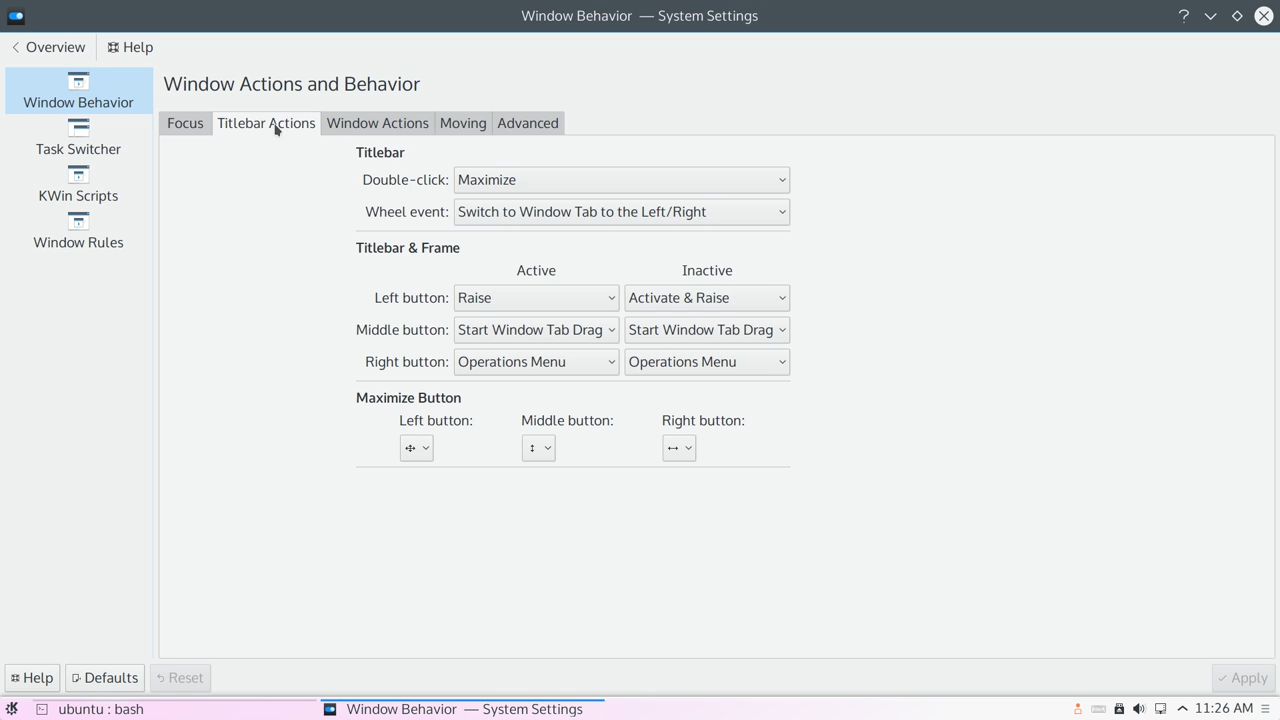 Window Behavior — System Settings
Overview
Help
Window Behavior
Task Switcher
KWin Scripts
Window Rules
Window Actions and Behavior
Focus Titlebar Actions Window Actions Moving Advanced
Titlebar
Double-click: Maximize
Wheel event: Switch to Window Tab to the Left/Right
Titlebar & Frame
Active Inactive
Left button: Raise Activate & Raise
Middle button: Start Window Tab Drag Start Window Tab Drag
Right button: Operations Menu Operations Menu
Maximize Button
Left button: Middle button: Right button:
Help Defaults Reset Apply
ubuntu : bash
Window Behavior — System Settings
11:26 AM